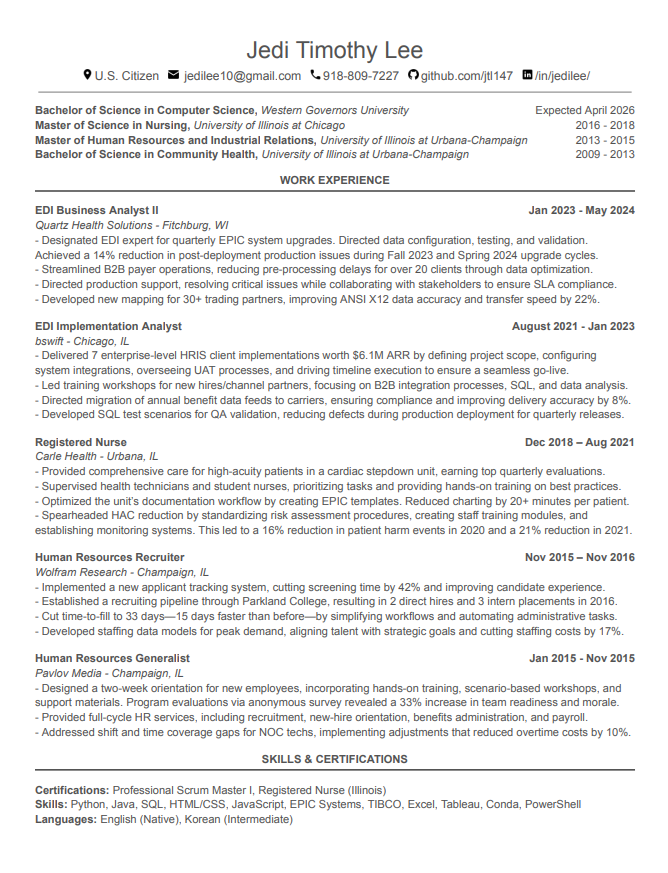 Jedi Timothy Lee
U.S. Citizen jedilee10@gmail.com 918-809-7227 github.com/jtl147 /in/jedilee/
Bachelor of Science in Computer Science, Western Governors University Expected April 2026
Master of Science in Nursing, University of Illinois at Chicago 2016 - 2018
Master of Human Resources and Industrial Relations, University of Illinois at Urbana-Champaign 2013 - 2015
Bachelor of Science in Community Health, University of Illinois at Urbana-Champaign 2009 - 2013
WORK EXPERIENCE
EDI Business Analyst II Jan 2023 - May 2024
Quartz Health Solutions - Fitchburg, WI
- Designated EDI expert for quarterly EPIC system upgrades. Directed data configuration, testing, and validation.
Achieved a 14% reduction in post-deployment production issues during Fall 2023 and Spring 2024 upgrade cycles.
- Streamlined B2B payer operations, reducing pre-processing delays for over 20 clients through data optimization.
- Directed production support, resolving critical issues while collaborating with stakeholders to ensure SLA compliance.
- Developed new mapping for 30+ trading partners, improving ANSI X12 data accuracy and transfer speed by 22%.
EDI Implementation Analyst August 2021 - Jan 2023
bswift - Chicago, IL
- Delivered 7 enterprise-level HRIS client implementations worth $6.1M ARR by defining project scope, configuring
system integrations, overseeing UAT processes, and driving timeline execution to ensure a seamless go-live.
- Led training workshops for new hires/channel partners, focusing on B2B integration processes, SQL, and data analysis.
- Directed migration of annual benefit data feeds to carriers, ensuring compliance and improving delivery accuracy by 8%.
- Developed SQL test scenarios for QA validation, reducing defects during production deployment for quarterly releases.
Registered Nurse Dec 2018 – Aug 2021
Carle Health - Urbana, IL
- Provided comprehensive care for high-acuity patients in a cardiac stepdown unit, earning top quarterly evaluations.
- Supervised health technicians and student nurses, prioritizing tasks and providing hands-on training on best practices.
- Optimized the unit's documentation workflow by creating EPIC templates. Reduced charting by 20+ minutes per patient.
- Spearheaded HAC reduction by standardizing risk assessment procedures, creating staff training modules, and
establishing monitoring systems. This led to a 16% reduction in patient harm events in 2020 and a 21% reduction in 2021.
Human Resources Recruiter Nov 2015 – Nov 2016
Wolfram Research - Champaign, IL
- Implemented a new applicant tracking system, cutting screening time by 42% and improving candidate experience.
- Established a recruiting pipeline through Parkland College, resulting in 2 direct hires and 3 intern placements in 2016.
- Cut time-to-fill to 33 days—15 days faster than before—by simplifying workflows and automating administrative tasks.
- Developed staffing data models for peak demand, aligning talent with strategic goals and cutting staffing costs by 17%.
Human Resources Generalist Jan 2015 - Nov 2015
Pavlov Media - Champaign, IL
- Designed a two-week orientation for new employees, incorporating hands-on training, scenario-based workshops, and
support materials. Program evaluations via anonymous survey revealed a 33% increase in team readiness and morale.
- Provided full-cycle HR services, including recruitment, new-hire orientation, benefits administration, and payroll.
- Addressed shift and time coverage gaps for NOC techs, implementing adjustments that reduced overtime costs by 10%.
SKILLS & CERTIFICATIONS
Certifications: Professional Scrum Master I, Registered Nurse (Illinois)
Skills: Python, Java, SQL, HTML/CSS, JavaScript, EPIC Systems, TIBCO, Excel, Tableau, Conda, PowerShell
Languages: English (Native), Korean (Intermediate)